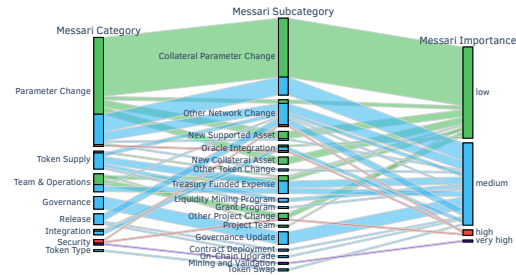 Messari Category
Messari Subcategory
Messari Importance
Parameter Change
Token Supply
Team & Operations
Governance
Release
Integration
Security
Token Type
Collateral Parameter Change
Other Network Change
New Supported Asset
Oracle Integration
New Collateral Asset
Other Token Change
Treasury Funded Expense
Liquidity Mining Program
Grant Program
Other Project Change
Project Team
Governance Update
Contract Deployment
On-Chain Upgrade
Mining and Validation
Token Swap
low
medium
high
very high